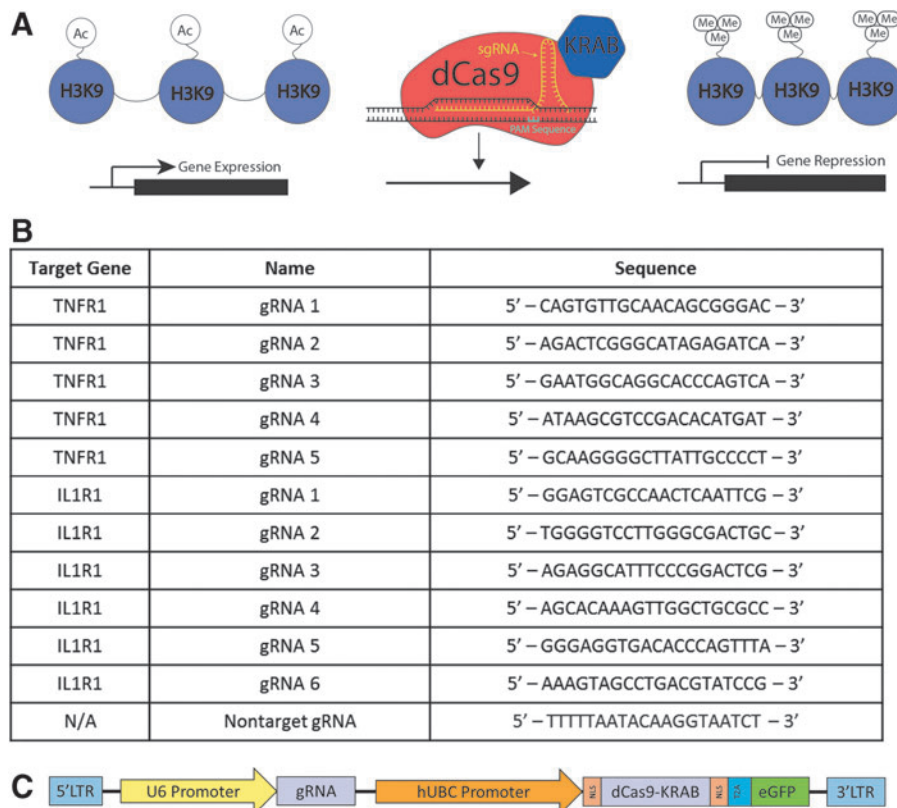 A
Ac Ac Ac
H3K9 H3K9 H3K9
Gene Expression
sgRNA
KRAB
dCas9
PAM Sequence
Me Me Me Me Me Me Me Me Me
H3K9 H3K9 H3K9
Gene Repression
B
Target Gene Name Sequence
TNFR1 gRNA 1 5’ – CAGTGTTGCAACAGCGGGAC – 3’
TNFR1 gRNA 2 5’ – AGACTCGGGCATAGAGATCA – 3’
TNFR1 gRNA 3 5’ – GAATGGCAGGCACCCAGTCA – 3’
TNFR1 gRNA 4 5’ – ATAAGCGTCCGACACATGAT – 3’
TNFR1 gRNA 5 5’ – GCAAGGGGCTTATTGCCCCT – 3’
IL1R1 gRNA 1 5’ – GGAGTCGCCAACTCAATTCG – 3’
IL1R1 gRNA 2 5’ – TGGGGTCCTTGGGCGACTGC – 3’
IL1R1 gRNA 3 5’ – AGAGGCATTTCCCGGACTCG – 3’
IL1R1 gRNA 4 5’ – AGCACAAAGTTGGCTGCGCC – 3’
IL1R1 gRNA 5 5’ – GGGAGGTGACACCCAGTTTA – 3’
IL1R1 gRNA 6 5’ – AAAGTAGCCTGACGTATCCG – 3’
N/A Nontarget gRNA 5’ – TTTTTAATACAAGGTAATCT – 3’
C
5’LTR U6 Promoter gRNA hUBC Promoter NLS dCas9-KRAB NLS T2A eGFP 3’LTR